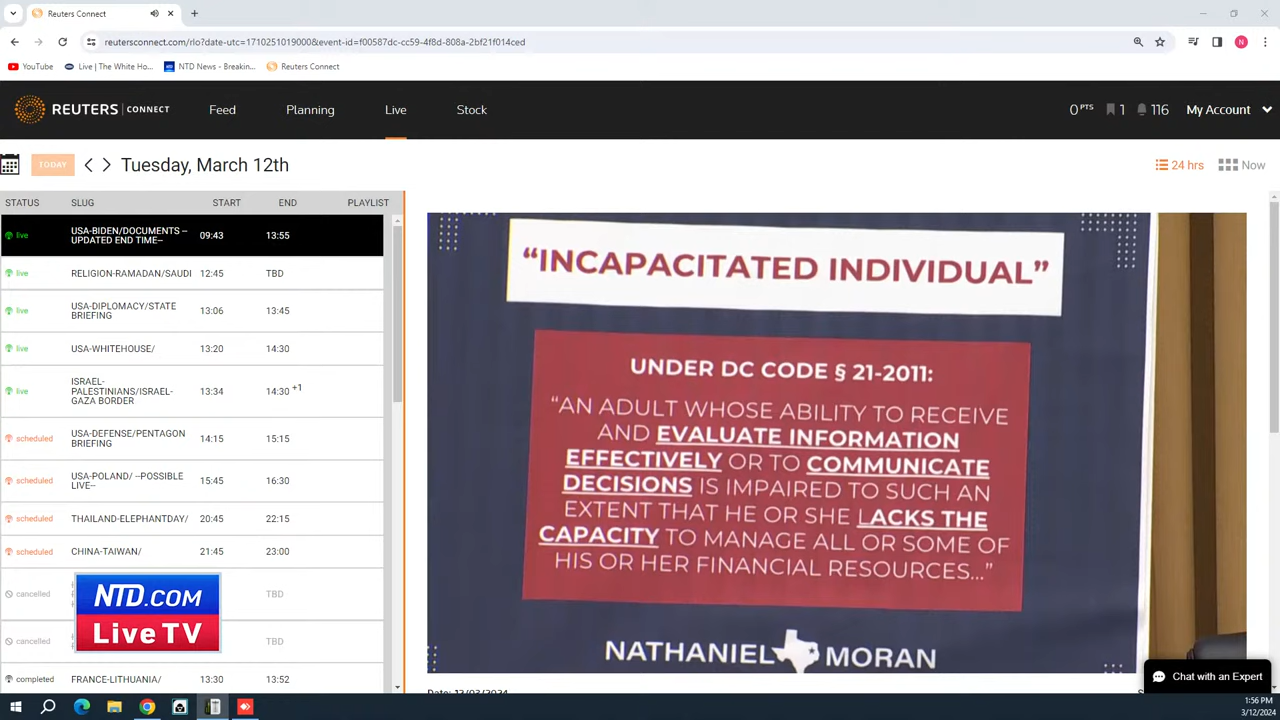 Reuters Connect
reutersconnect.com/rlo?date-utc=1710251019000&event-id=f00587dc-cc59-4f8d-808a-2bf21f014ced
YouTube
Live | The White Ho...
NTD News - Breakin...
Reuters Connect
REUTERS | CONNECT
Feed
Planning
Live
Stock
0 PTS
1
116
My Account
TODAY
Tuesday, March 12th
24 hrs
Now
STATUS SLUG START END PLAYLIST
live USA-BIDEN/DOCUMENTS -- 09:43 13:55
UPDATED END TIME--
live RELIGION-RAMADAN/SAUDI 12:45 TBD
live USA-DIPLOMACY/STATE 13:06 13:45
BRIEFING
live USA-WHITEHOUSE/ 13:20 14:30
live ISRAEL-
PALESTINIANS/ISRAEL- 13:34 14:30 +1
GAZA BORDER
scheduled USA-DEFENSE/PENTAGON 14:15 15:15
BRIEFING
scheduled USA-POLAND/ --POSSIBLE 15:45 16:30
LIVE--
scheduled THAILAND-ELEPHANTDAY/ 20:45 22:15
scheduled CHINA-TAIWAN/ 21:45 23:00
cancelled TBD
cancelled TBD
completed FRANCE-LITHUANIA/ 13:30 13:52
NTD.COM
Live TV
“INCAPACITATED INDIVIDUAL”
UNDER DC CODE § 21-2011:
“AN ADULT WHOSE ABILITY TO RECEIVE
AND EVALUATE INFORMATION
EFFECTIVELY OR TO COMMUNICATE
DECISIONS IS IMPAIRED TO SUCH AN
EXTENT THAT HE OR SHE LACKS THE
CAPACITY TO MANAGE ALL OR SOME OF
HIS OR HER FINANCIAL RESOURCES...”
NATHANIEL MORAN
Date: 12/03/2024
Chat with an Expert
1:56 PM
3/12/2024